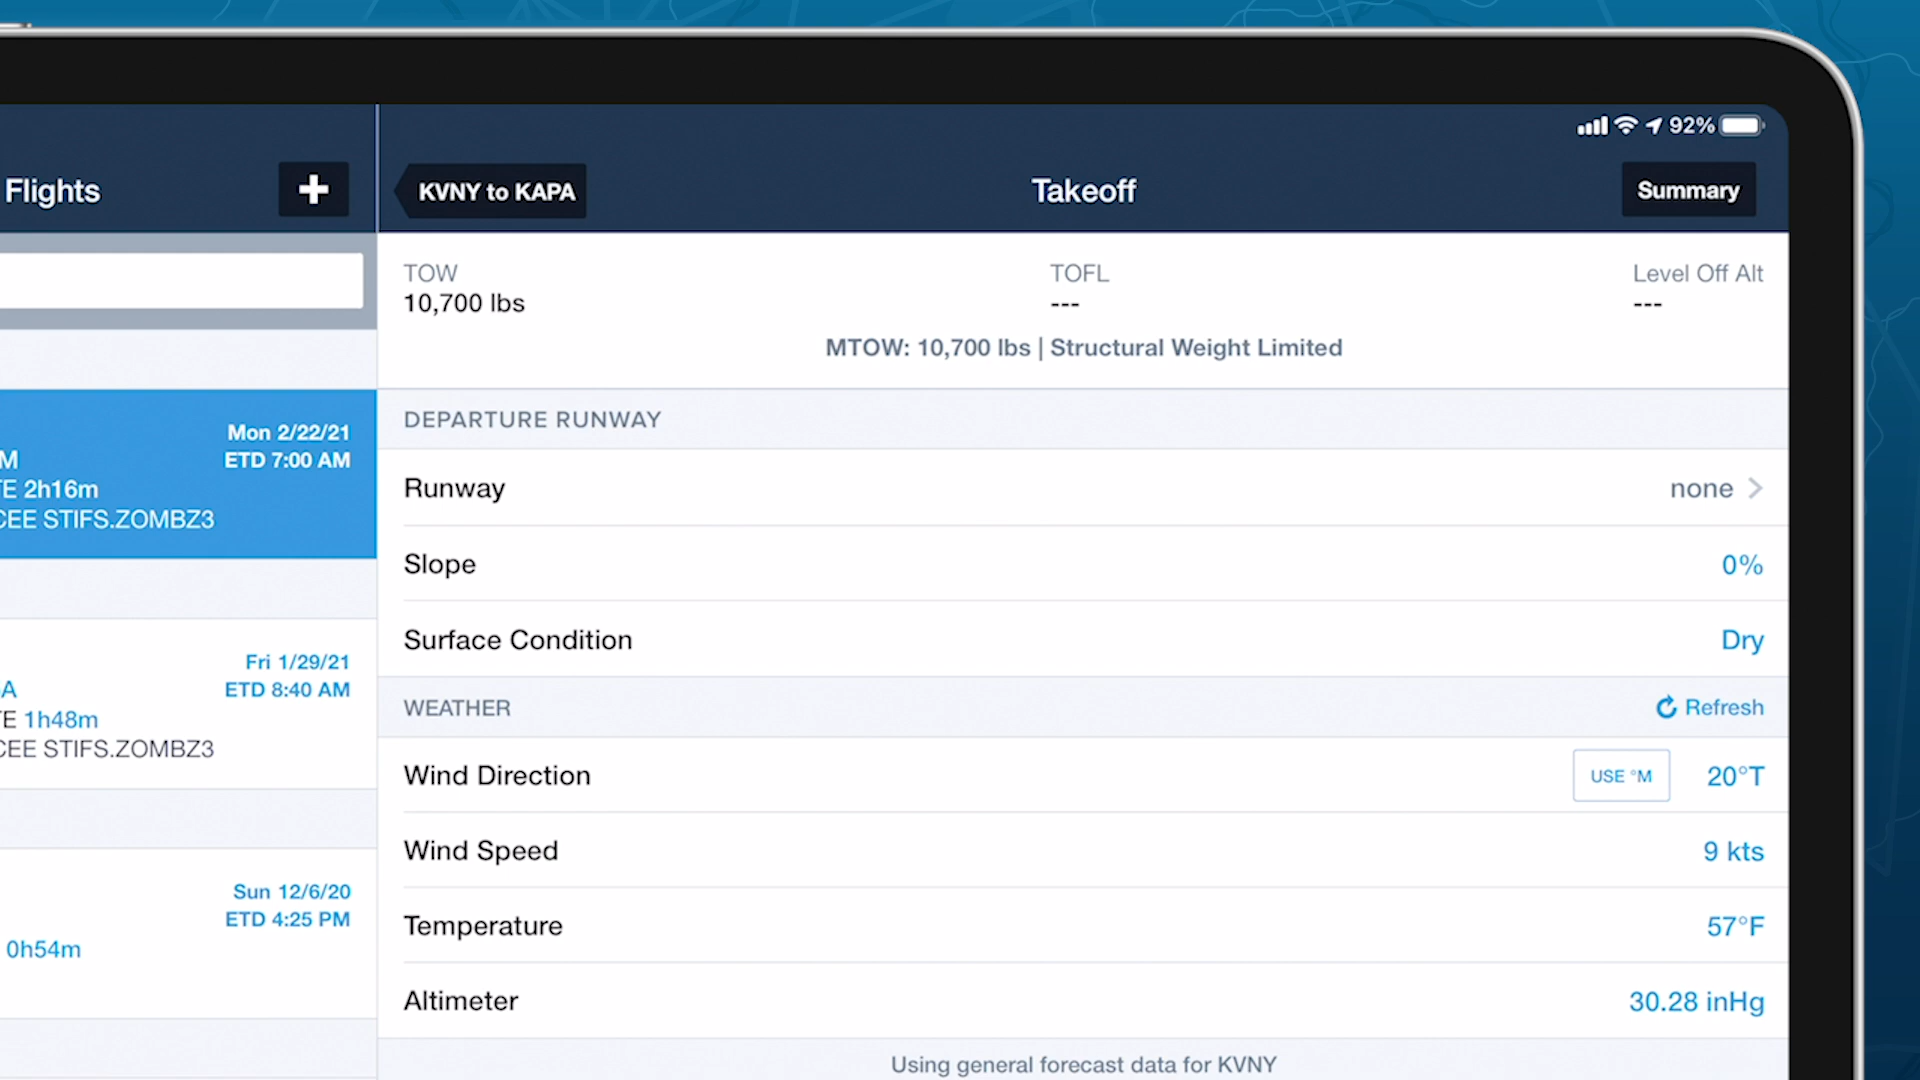 92%
Flights
KVNY to KAPA
Takeoff
Summary
TOW
10,700 lbs
TOFL
---
Level Off Alt
---
MTOW: 10,700 lbs | Structural Weight Limited
Mon 2/22/21
ETD 7:00 AM
M
TE 2h16m
CEE STIFS.ZOMBZ3
Fri 1/29/21
ETD 8:40 AM
A
TE 1h48m
CEE STIFS.ZOMBZ3
Sun 12/6/20
ETD 4:25 PM
0h54m
DEPARTURE RUNWAY
Runway none
Slope 0%
Surface Condition Dry
WEATHER Refresh
Wind Direction USE °M 20°T
Wind Speed 9 kts
Temperature 57°F
Altimeter 30.28 inHg
Using general forecast data for KVNY